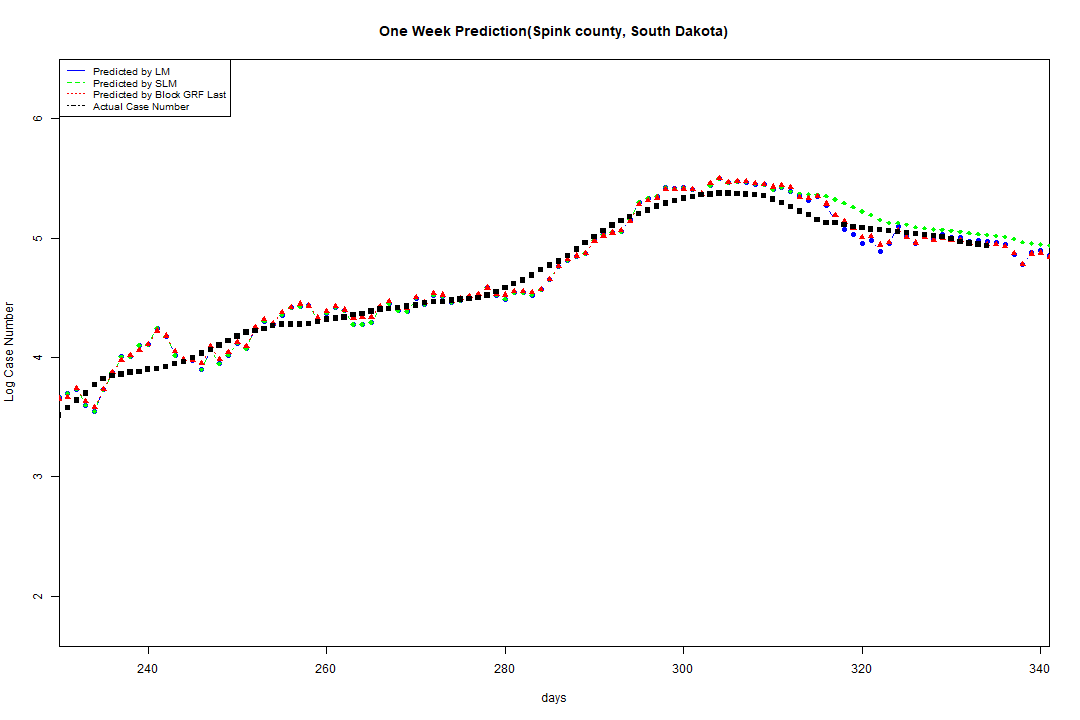 One Week Prediction(Spink county, South Dakota)
Predicted by LM
Predicted by SLM
Predicted by Block GRF Last
Actual Case Number
6
5
4
3
2
Log Case Number
240 260 280 300 320 340
days